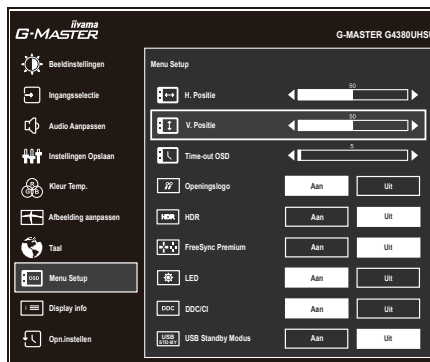 iiyama
G-MASTER
G-MASTER G4380UHSU
Beeldinstellingen
Ingangsselectie
Audio Aanpassen
Instellingen Opslaan
R
G B
Kleur Temp.
Afbeelding aanpassen
Taal
OSD Menu Setup
i Display info
Opn.instellen
Menu Setup
H. Positie 50
V. Positie 50
Time-out OSD 5
Openingslogo Aan Uit
HDR HDR Aan Uit
FreeSync Premium Aan Uit
LED Aan Uit
DDC DDC/CI Aan Uit
USB STD-BY USB Standby Modus Aan Uit